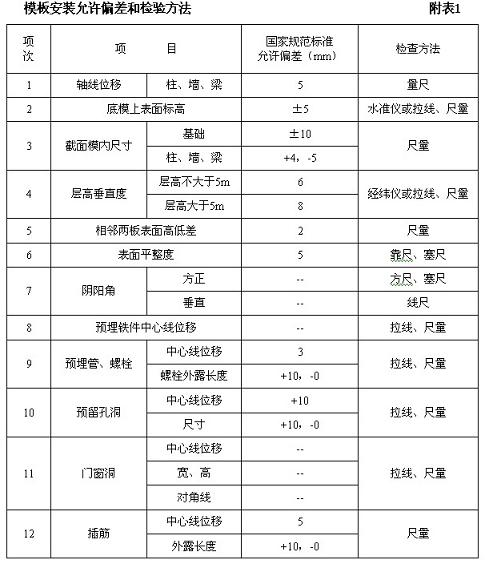 模板安装允许偏差和检验方法 附表1
项次 项 目 国家规范标准允许偏差（mm） 检查方法
1 轴线位移 柱、墙、梁 5 量尺
2 底模上表面标高 ±5 水准仪或拉线、尺量
3 截面模内尺寸 基础 ±10 尺量
柱、墙、梁 +4，-5
4 层高垂直度 层高不大于5m 6 经纬仪或拉线、尺量
层高大于5m 8
5 相邻两板表面高低差 2 尺量
6 表面平整度 5 靠尺、塞尺
7 阴阳角 方正 -- 方尺、塞尺
垂直 -- 线尺
8 预埋铁件中心线位移 -- 拉线、尺量
9 预埋管、螺栓 中心线位移 3 拉线、尺量
螺栓外露长度 +10，-0
10 预留孔洞 中心线位移 +10 拉线、尺量
尺寸 +10，-0
11 门窗洞 中心线位移 -- 拉线、尺量
宽、高 --
对角线 --
12 插筋 中心线位移 5 尺量
外露长度 +10，-0